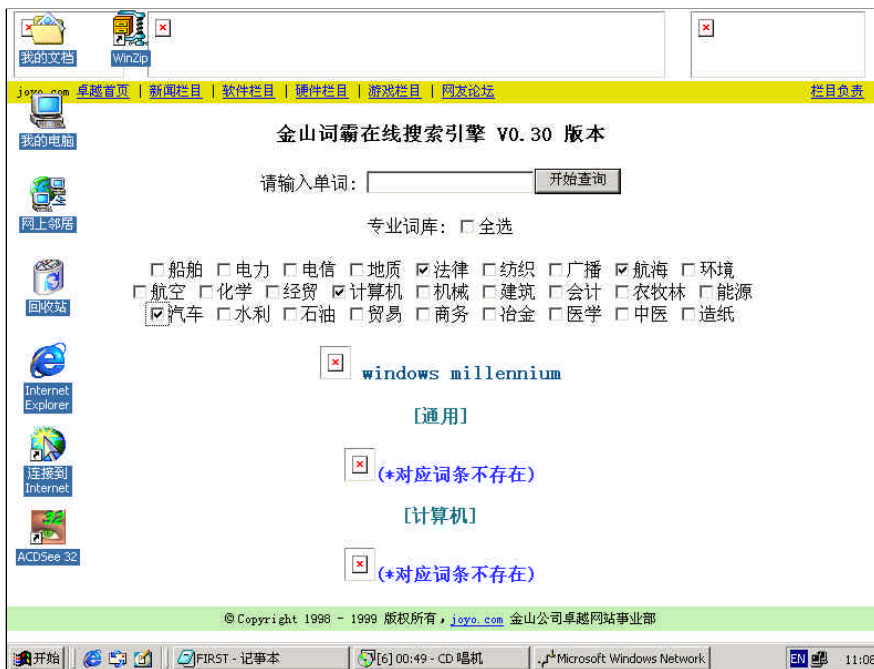 我的文档
WinZip
joyo.com 卓越首页 | 新闻栏目 | 软件栏目 | 硬件栏目 | 游戏栏目 | 网友论坛 栏目负责
我的电脑
金山词霸在线搜索引擎 V0.30 版本
请输入单词: 开始查询
网上邻居
专业词库: 全选
船舶 电力 电信 地质 法律 纺织 广播 航海 环境
航空 化学 经贸 计算机 机械 建筑 会计 农牧林 能源
回收站
汽车 水利 石油 贸易 商务 冶金 医学 中医 造纸
windows millennium
Internet
Explorer
[通用]
连接到
Internet
(*对应词条不存在)
[计算机]
ACDSee 32
(*对应词条不存在)
©Copyright 1998 - 1999 版权所有，joyo.com 金山公司卓越网站事业部
开始 FIRST - 记事本 [6] 00:49 - CD 唱机 Microsoft Windows Network EN 11:08